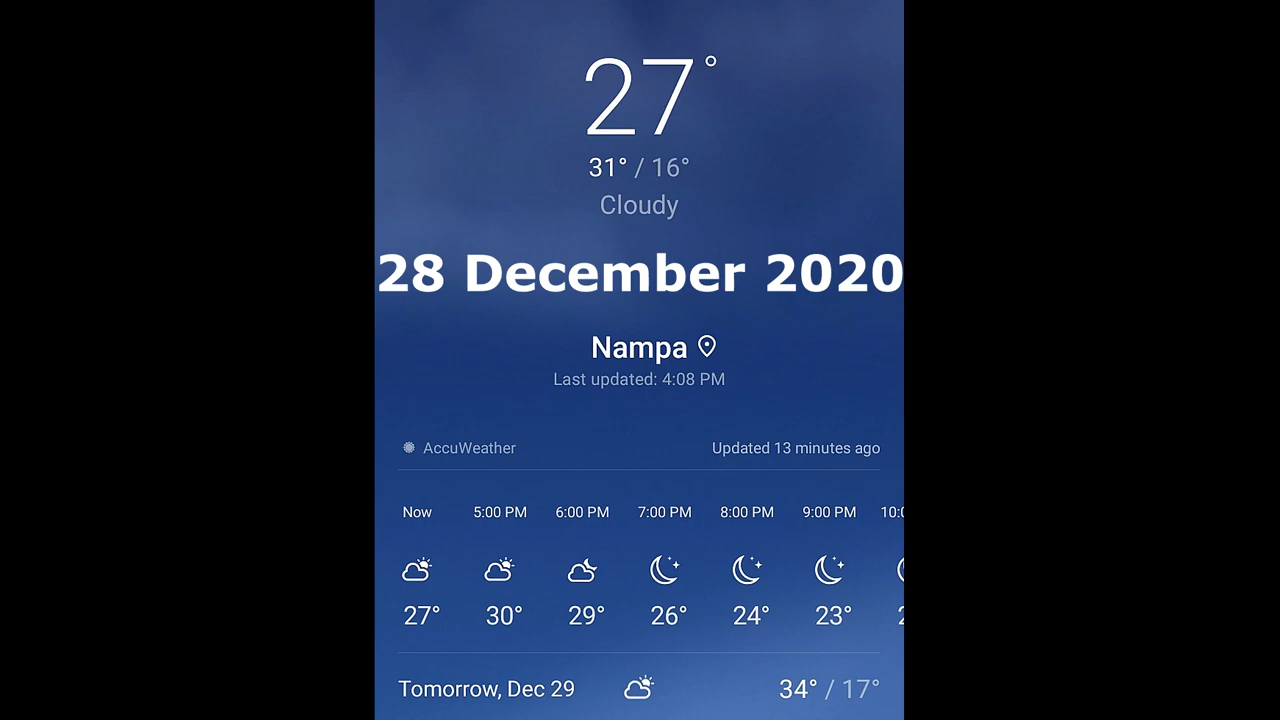 27°
31° / 16°
Cloudy
28 December 2020
Nampa
Last updated: 4:08 PM
AccuWeather Updated 13 minutes ago
Now 5:00 PM 6:00 PM 7:00 PM 8:00 PM 9:00 PM
27° 30° 29° 26° 24° 23°
Tomorrow, Dec 29 34° / 17°